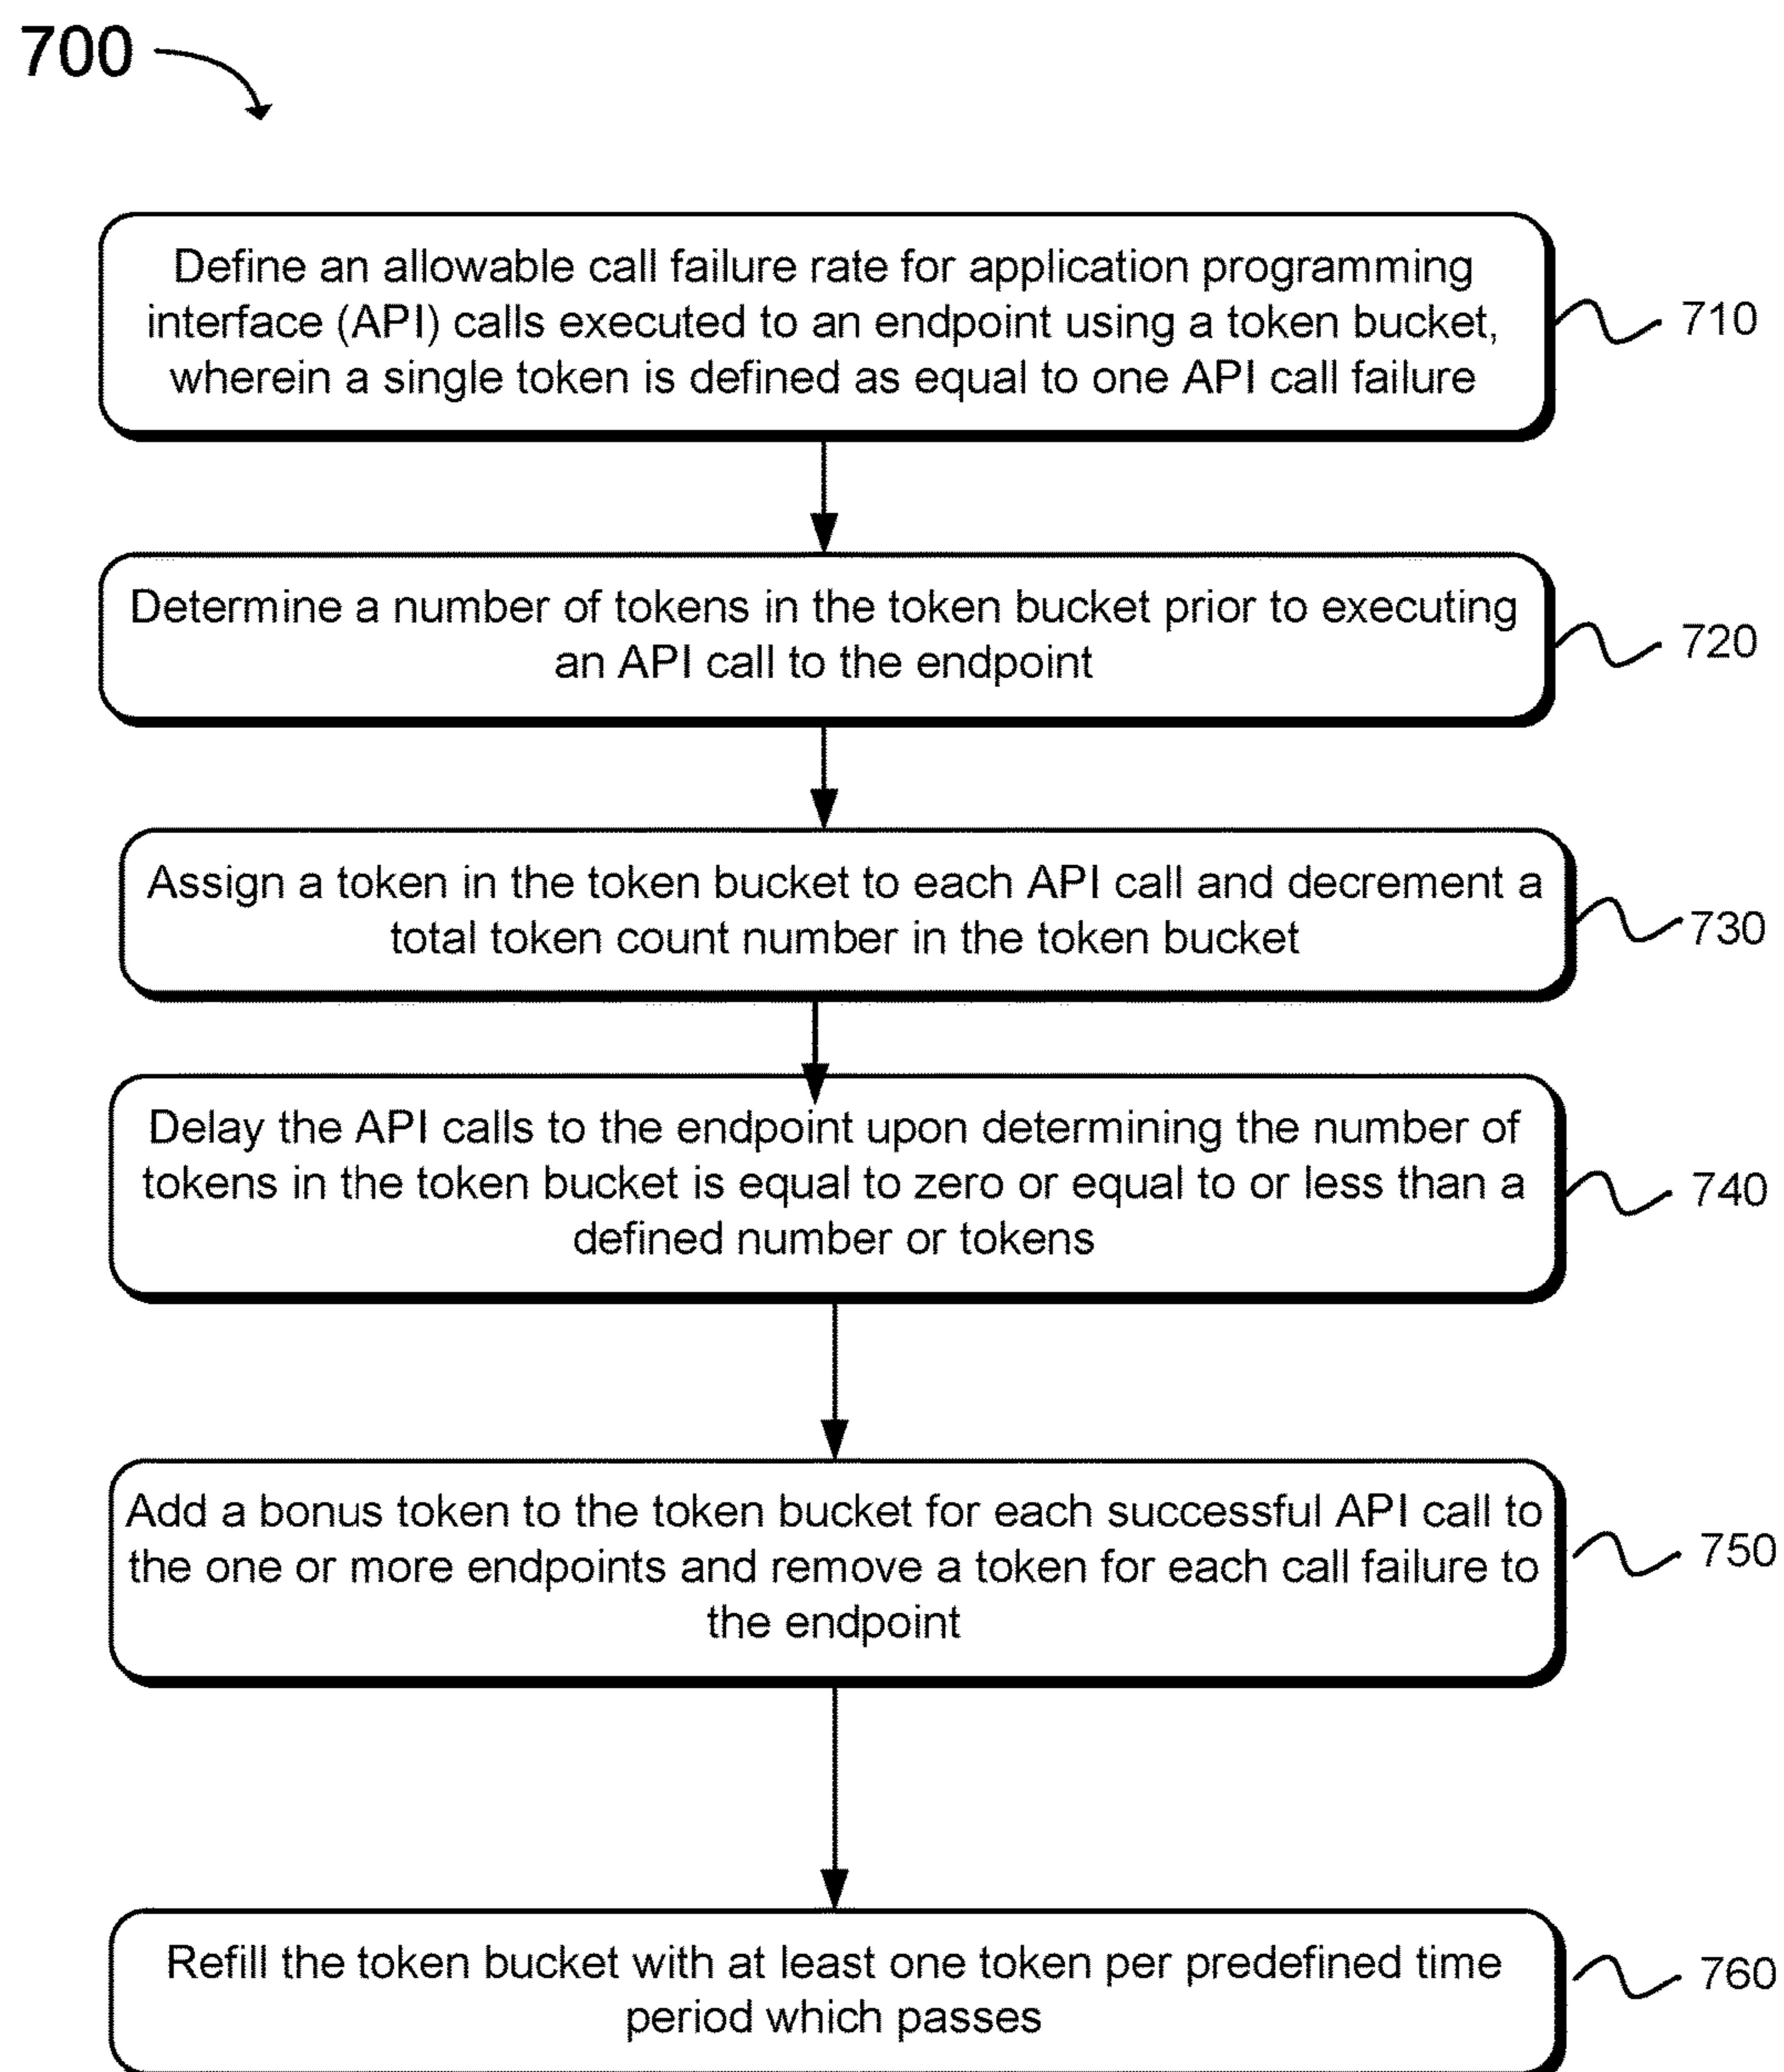 700
Define an allowable call failure rate for application programming
interface (API) calls executed to an endpoint using a token bucket,
wherein a single token is defined as equal to one API call failure
710
Determine a number of tokens in the token bucket prior to executing
an API call to the endpoint
720
Assign a token in the token bucket to each API call and decrement a
total token count number in the token bucket
730
Delay the API calls to the endpoint upon determining the number of
tokens in the token bucket is equal to zero or equal to or less than a
defined number or tokens
740
Add a bonus token to the token bucket for each successful API call to
the one or more endpoints and remove a token for each call failure to
the endpoint
750
Refill the token bucket with at least one token per predefined time
period which passes
760